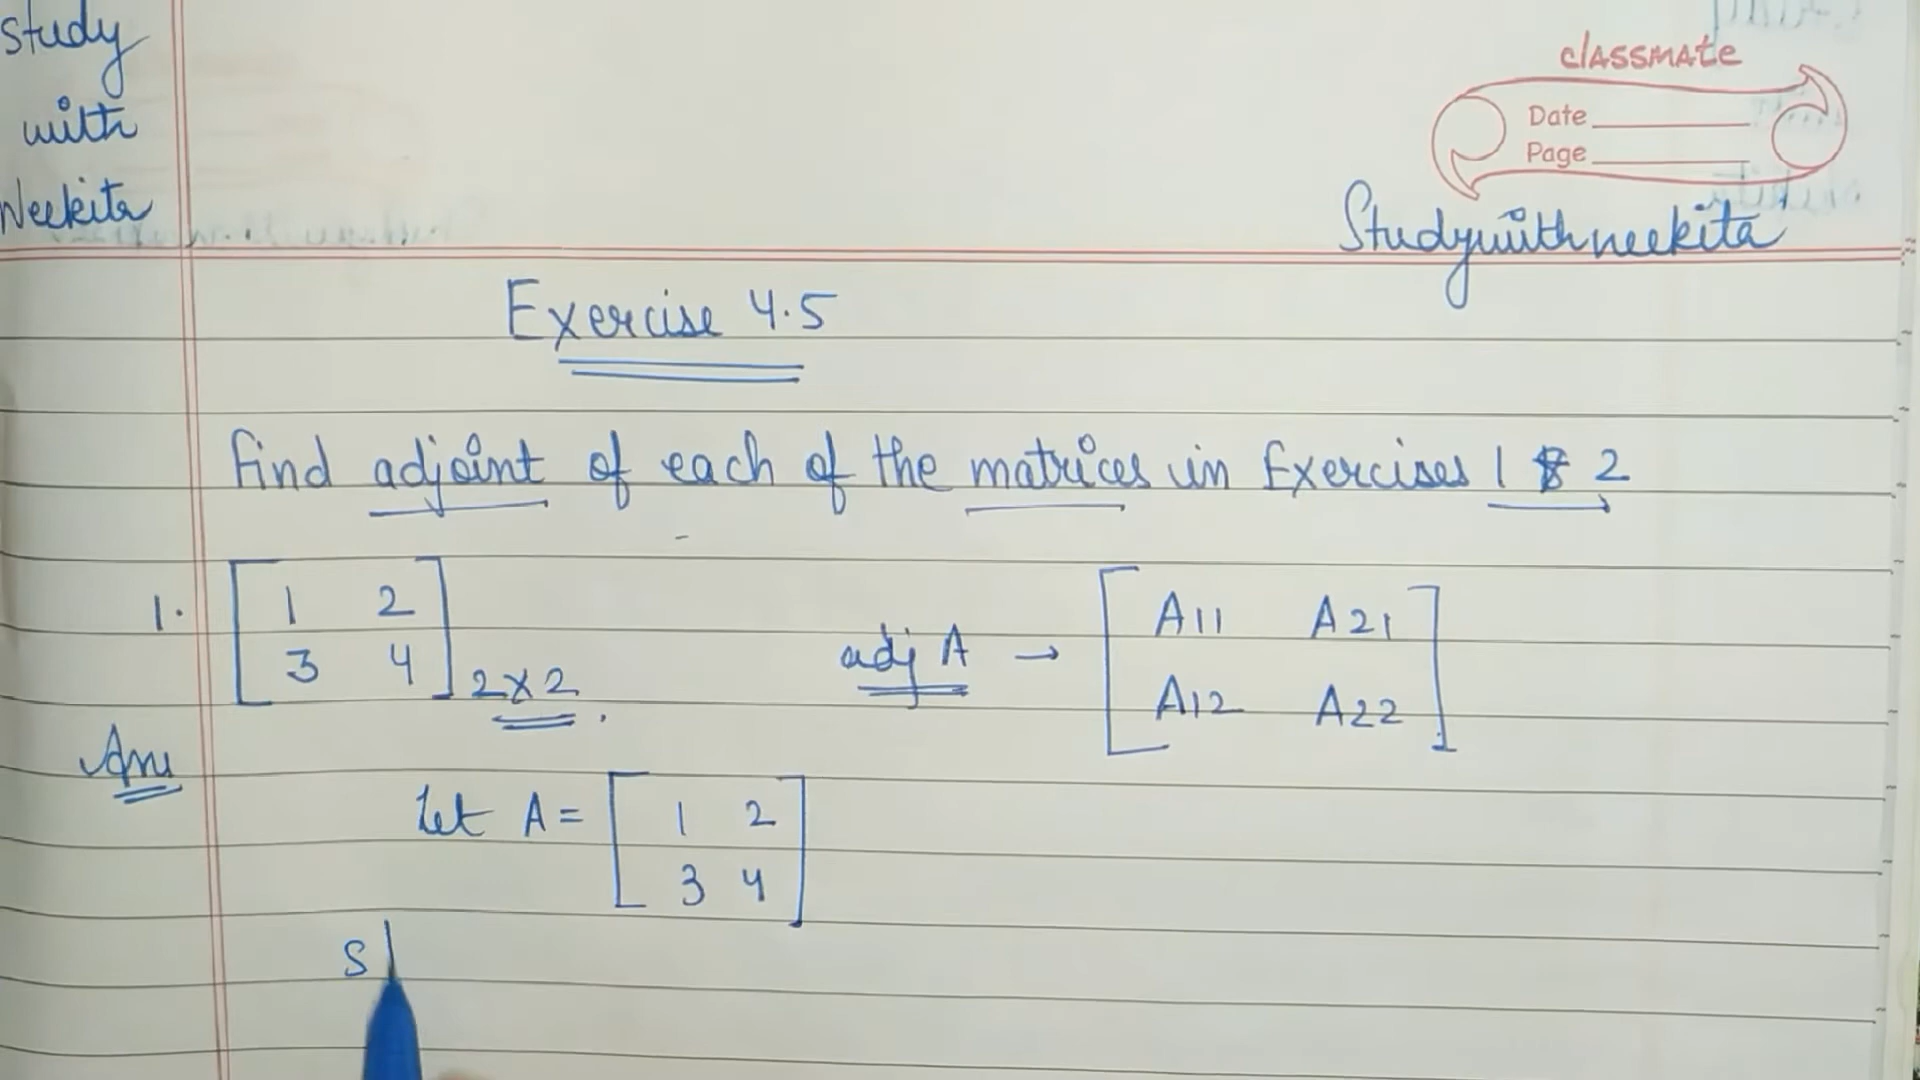 study
with
Neekita
classmate
Date
Page
Studywithneekita
Exercise 4.5
Find adjoint of each of the matrices in Exercises 1 & 2
1. [ 1 2
3 4 ] 2×2
adj A → [ A11 A21
A12 A22 ]
Ans
Let A = [ 1 2
3 4 ]
S